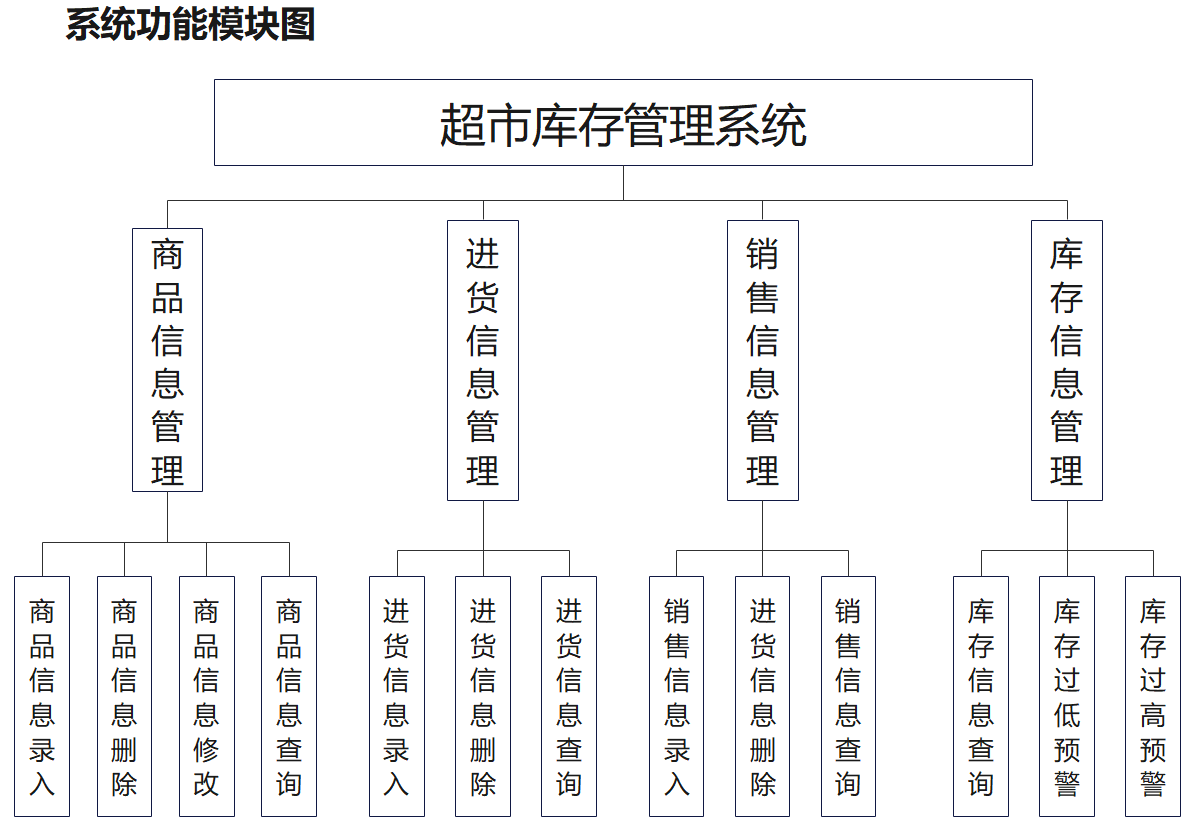 系统功能模块图
超市库存管理系统
商品信息管理
进货信息管理
销售信息管理
库存信息管理
商品信息录入
商品信息删除
商品信息修改
商品信息查询
进货信息录入
进货信息删除
进货信息查询
销售信息录入
进货信息删除
销售信息查询
库存信息查询
库存过低预警
库存过高预警